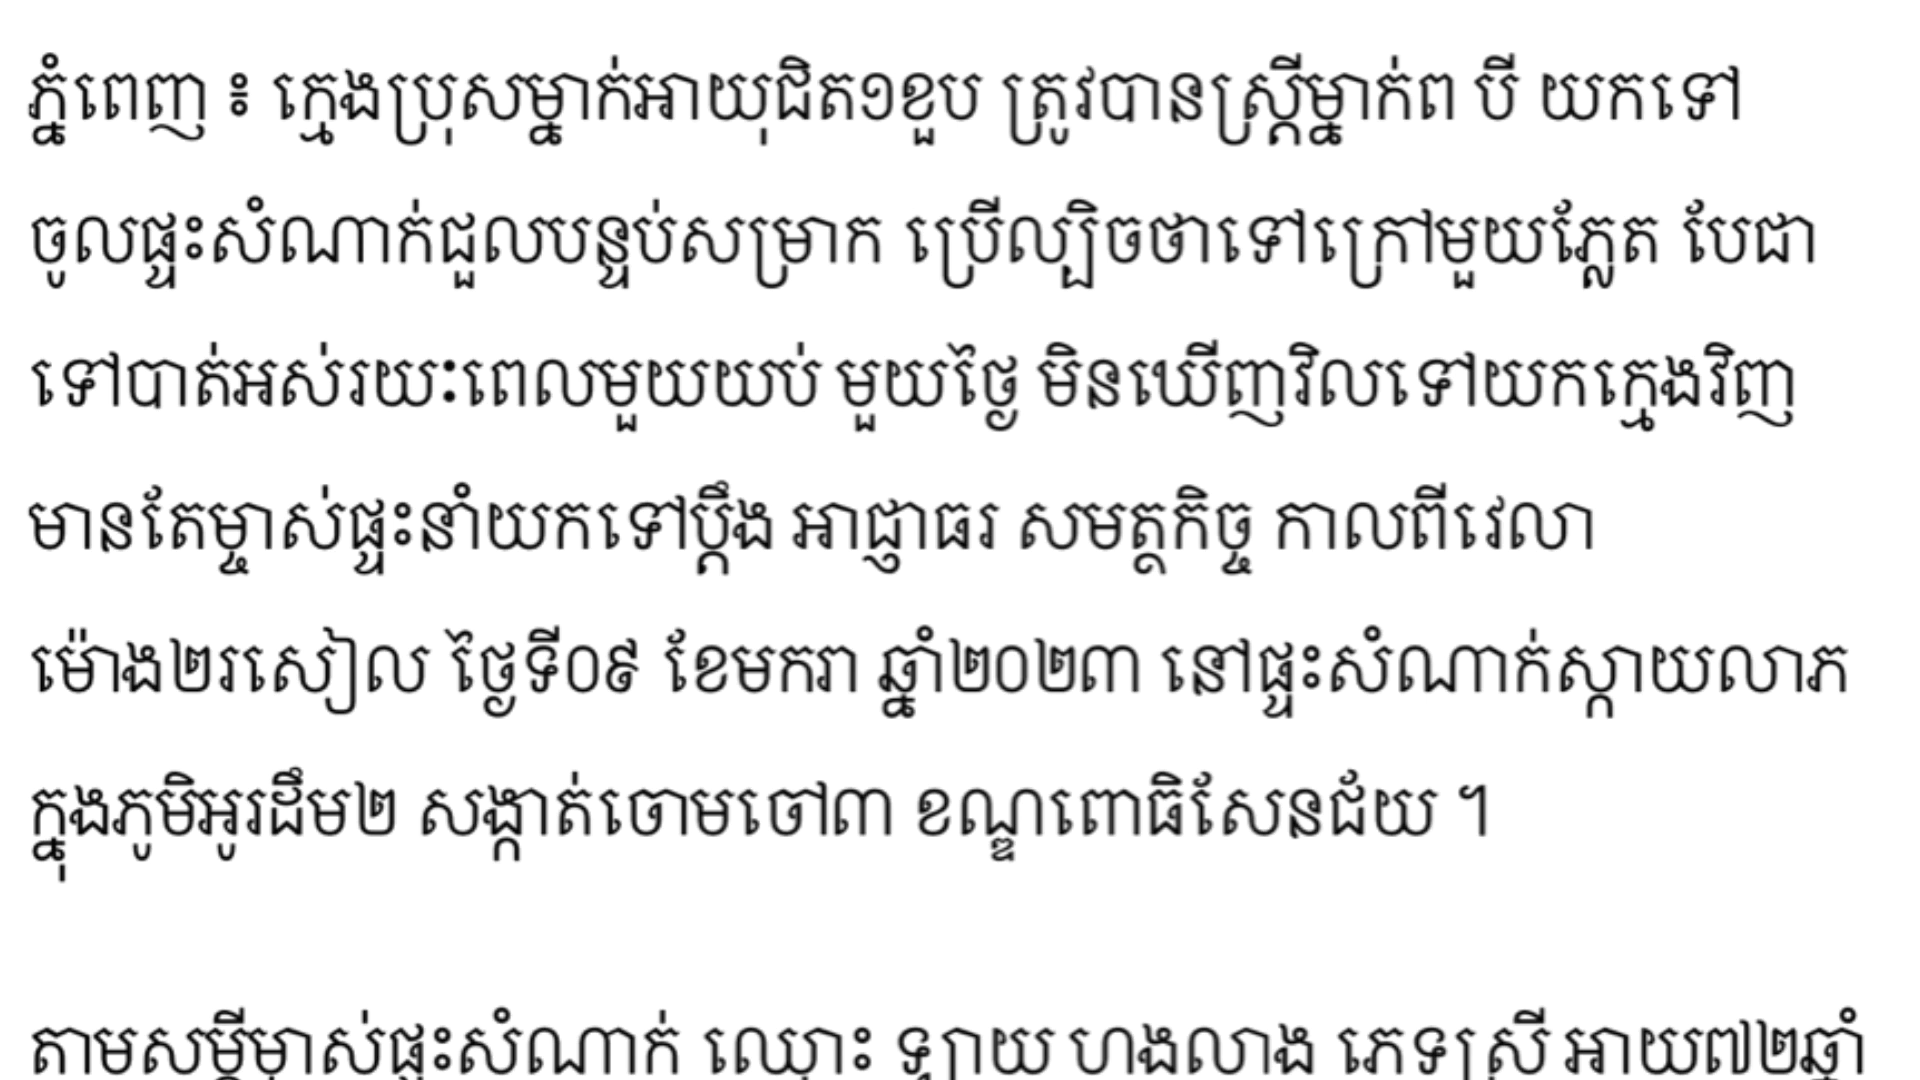 ភ្នំពេញ ៖ ក្មេងប្រុសម្នាក់អាយុជិត១ខួប ត្រូវបានស្ត្រីម្នាក់ព បី យកទៅ
ចូលផ្ទះសំណាក់ជួលបន្ទប់សម្រាក ប្រើល្បិចថាទៅក្រៅមួយភ្លែត បែជា
ទៅបាត់អស់រយៈពេលមួយយប់ មួយថ្ងៃ មិនឃើញវិលទៅយកក្មេងវិញ
មានតែម្ចាស់ផ្ទះនាំយកទៅប្តឹង អាជ្ញាធរ សមត្ថកិច្ច កាលពីវេលា
ម៉ោង២រសៀល ថ្ងៃទី០៩ ខែមករា ឆ្នាំ២០២៣ នៅផ្ទះសំណាក់ស្កាយលាភ
ក្នុងភូមិអូរដឹម២ សង្កាត់ចោមចៅ៣ ខណ្ឌពោធិសែនជ័យ ។
តាមសម្តីម្ចាស់ផ្ទះសំណាក់ ឈ្មោះ ទ្យាយ ហងលាង ភេទស្រី អាយុ៧២ឆ្នាំ